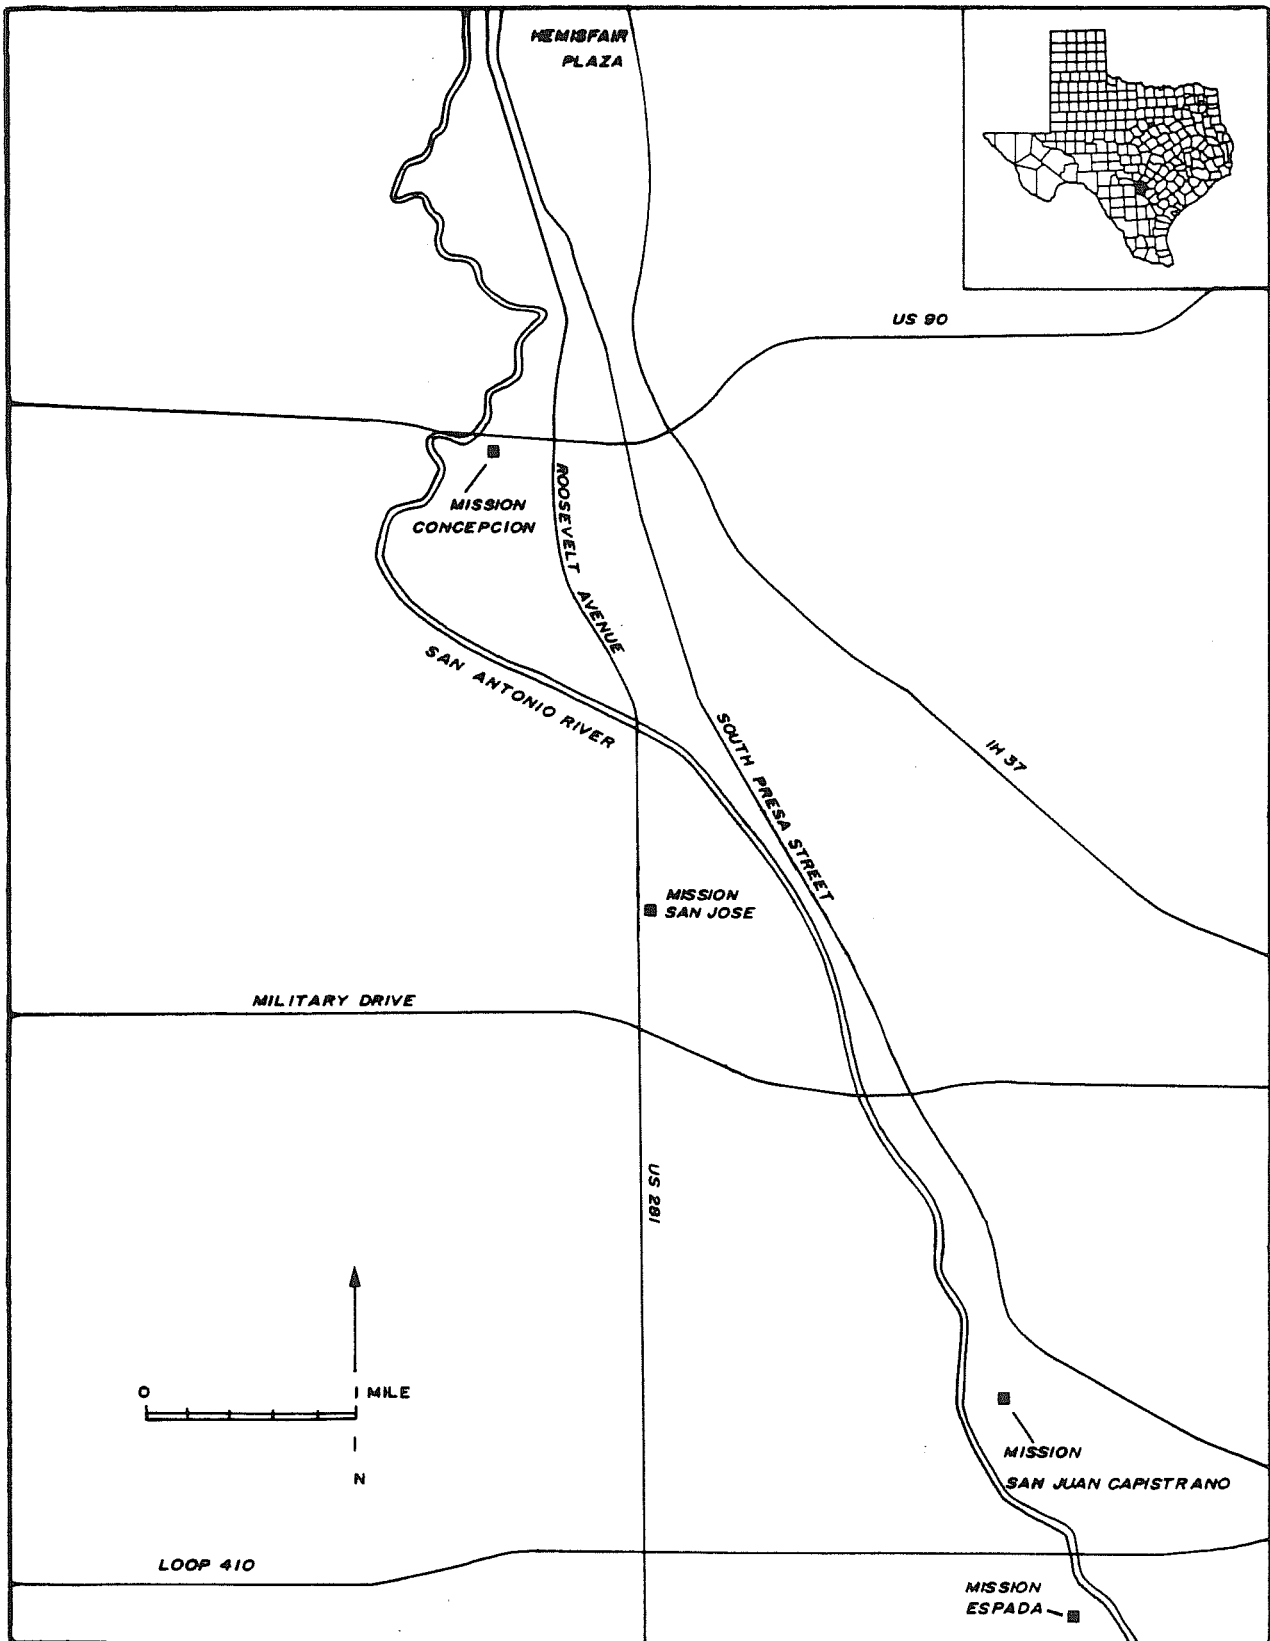 HEMISFAIR
PLAZA
US 90
MISSION
CONCEPCION
ROOSEVELT AVENUE
SAN ANTONIO RIVER
SOUTH PRESA STREET
IH 37
MISSION
SAN JOSE
MILITARY DRIVE
US 281
0 1 MILE
N
MISSION
SAN JUAN CAPISTRANO
LOOP 410
MISSION
ESPADA